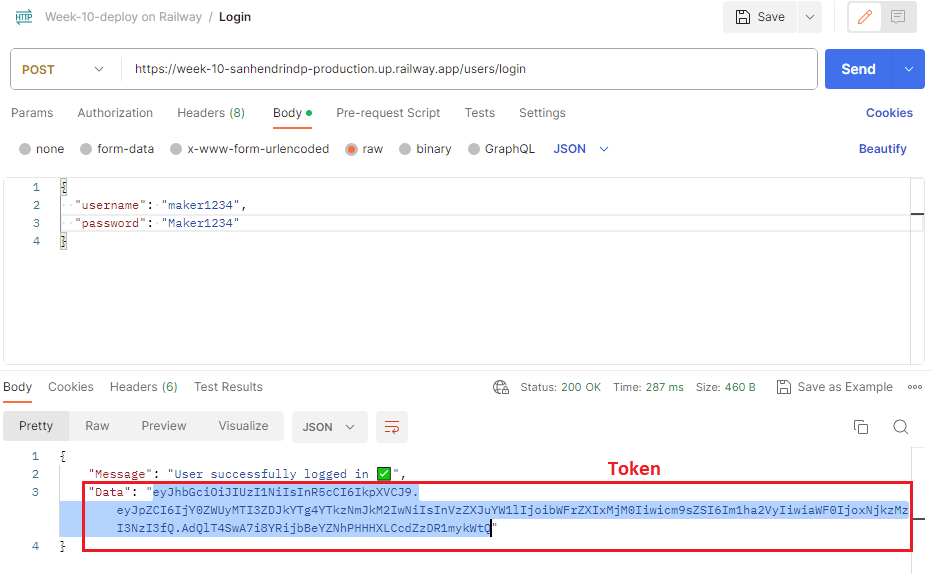 HTTP Week-10-deploy on Railway / Login Save
POST https://week-10-sanhendrindp-production.up.railway.app/users/login Send
Params Authorization Headers (8) Body Pre-request Script Tests Settings Cookies
none form-data x-www-form-urlencoded raw binary GraphQL JSON Beautify
1 {
2 "username": "maker1234",
3 "password": "Maker1234"
4 }
Body Cookies Headers (6) Test Results Status: 200 OK Time: 287 ms Size: 460 B Save as Example
Pretty Raw Preview Visualize JSON
1 {
2 "Message": "User successfully logged in ✅",
Token
3 "Data": "eyJhbGciOiJIUzI1NiIsInR5cCI6IkpXVCJ9.
eyJpZCI6IjY0ZWUyMTI3ZDJkYTg4YTkzNmJkM2IwNiIsInVzZXJuYW1lIjoibWFrZXIxMjM0Iiwicm9sZSI6Im1ha2VyIiwiaWF0IjoxNjkzMz
I3NzI3fQ.AdQlT4SwA7i8YRijbBeYZNhPHHHXLCcdZzDR1mykWtQ"
4 }